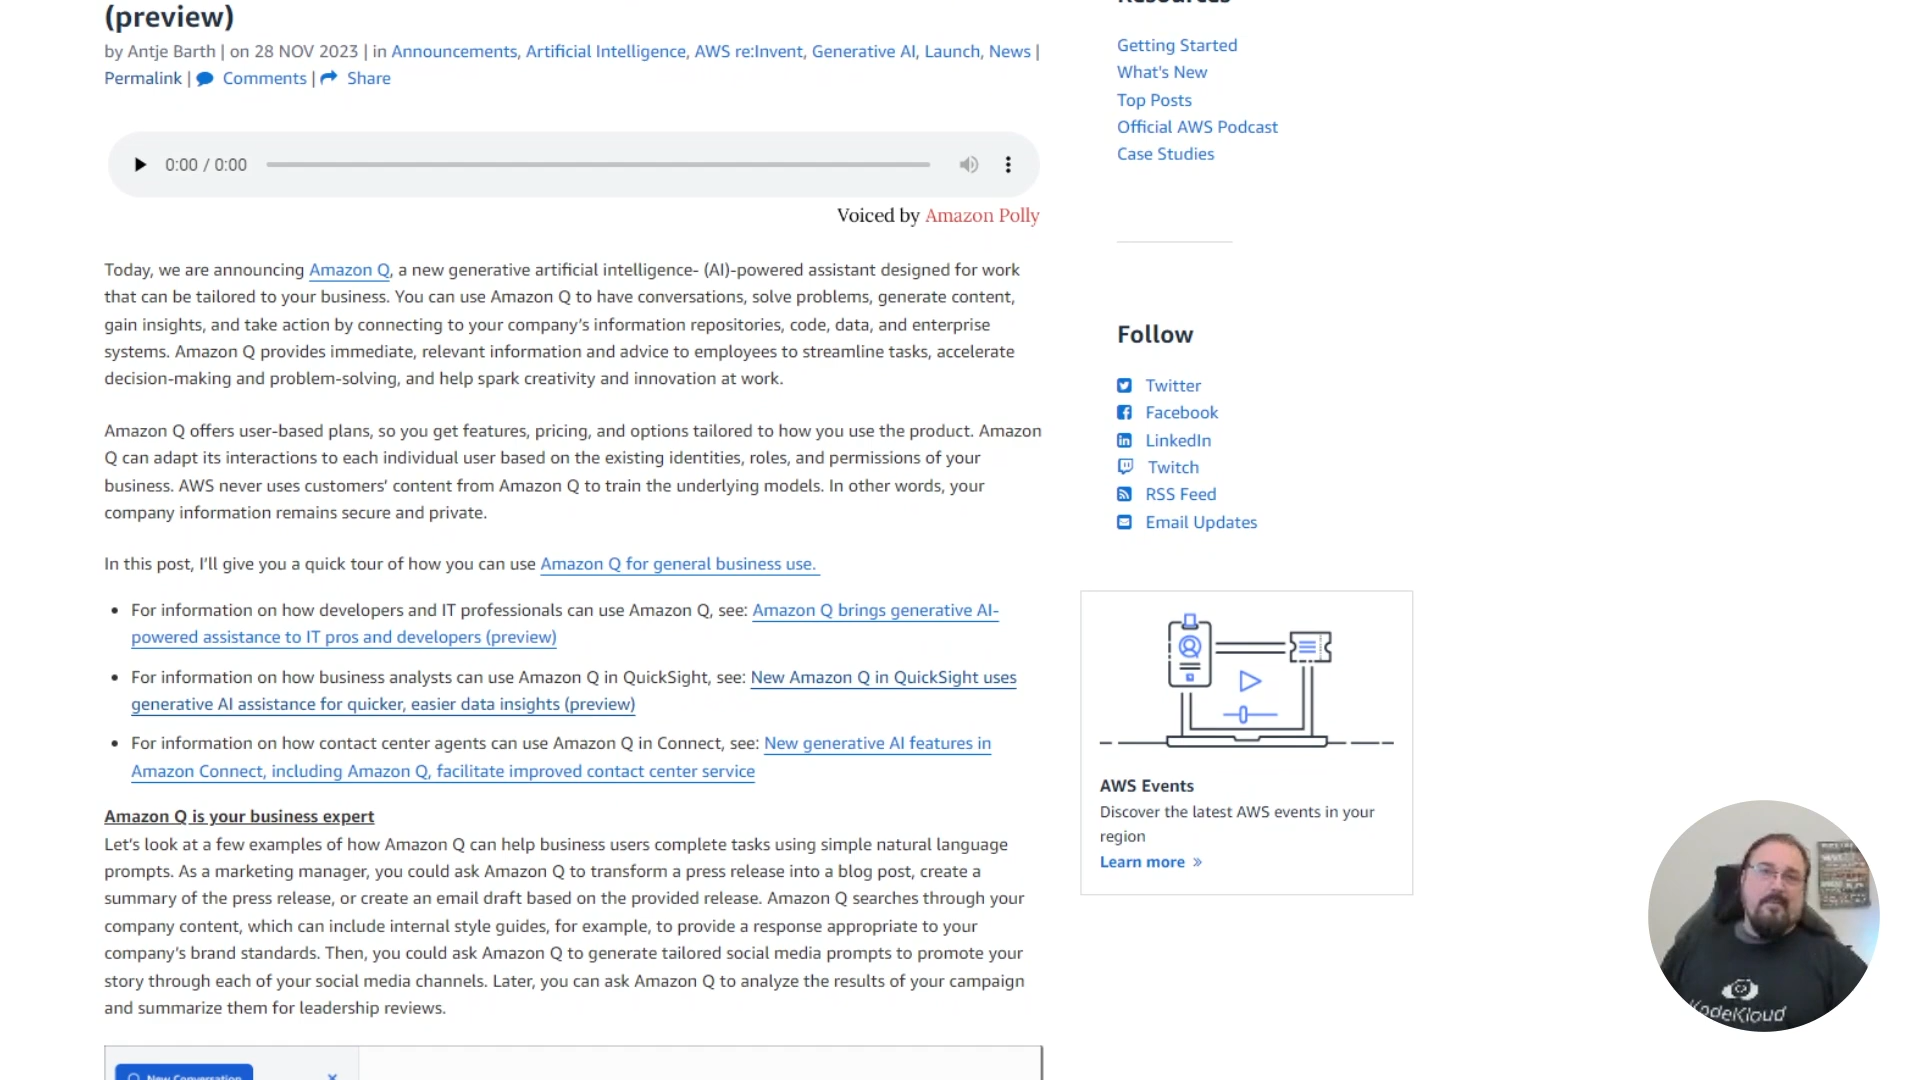 (preview)
by Antje Barth | on 28 NOV 2023 | in Announcements, Artificial Intelligence, AWS re:Invent, Generative AI, Launch, News |
Permalink | Comments | Share
0:00 / 0:00
Voiced by Amazon Polly
Today, we are announcing Amazon Q, a new generative artificial intelligence- (AI)-powered assistant designed for work
that can be tailored to your business. You can use Amazon Q to have conversations, solve problems, generate content,
gain insights, and take action by connecting to your company’s information repositories, code, data, and enterprise
systems. Amazon Q provides immediate, relevant information and advice to employees to streamline tasks, accelerate
decision-making and problem-solving, and help spark creativity and innovation at work.
Amazon Q offers user-based plans, so you get features, pricing, and options tailored to how you use the product. Amazon
Q can adapt its interactions to each individual user based on the existing identities, roles, and permissions of your
business. AWS never uses customers’ content from Amazon Q to train the underlying models. In other words, your
company information remains secure and private.
In this post, I’ll give you a quick tour of how you can use Amazon Q for general business use.
• For information on how developers and IT professionals can use Amazon Q, see: Amazon Q brings generative AI-
powered assistance to IT pros and developers (preview)
• For information on how business analysts can use Amazon Q in QuickSight, see: New Amazon Q in QuickSight uses
generative AI assistance for quicker, easier data insights (preview)
• For information on how contact center agents can use Amazon Q in Connect, see: New generative AI features in
Amazon Connect, including Amazon Q, facilitate improved contact center service
Amazon Q is your business expert
Let’s look at a few examples of how Amazon Q can help business users complete tasks using simple natural language
prompts. As a marketing manager, you could ask Amazon Q to transform a press release into a blog post, create a
summary of the press release, or create an email draft based on the provided release. Amazon Q searches through your
company content, which can include internal style guides, for example, to provide a response appropriate to your
company’s brand standards. Then, you could ask Amazon Q to generate tailored social media prompts to promote your
story through each of your social media channels. Later, you can ask Amazon Q to analyze the results of your campaign
and summarize them for leadership reviews.
New Conversation
Resources
Getting Started
What's New
Top Posts
Official AWS Podcast
Case Studies
Follow
Twitter
Facebook
LinkedIn
Twitch
RSS Feed
Email Updates
AWS Events
Discover the latest AWS events in your
region
Learn more »
KodeKloud